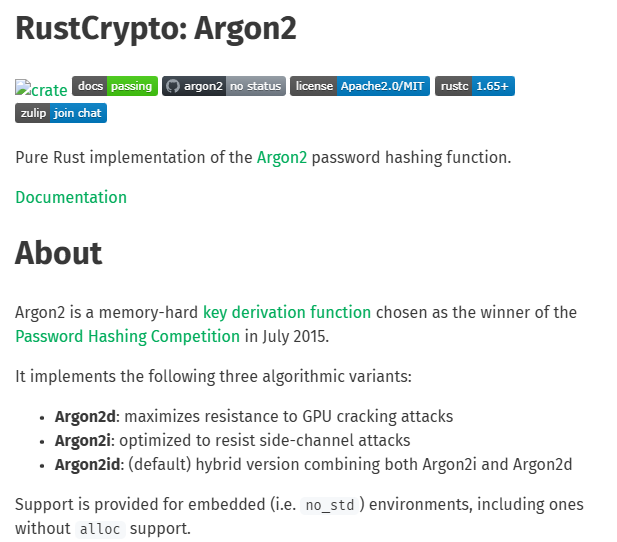 RustCrypto: Argon2
crate docs passing argon2 no status license Apache2.0/MIT rustc 1.65+
zulip join chat
Pure Rust implementation of the Argon2 password hashing function.
Documentation
About
Argon2 is a memory-hard key derivation function chosen as the winner of the
Password Hashing Competition in July 2015.
It implements the following three algorithmic variants:
• Argon2d: maximizes resistance to GPU cracking attacks
• Argon2i: optimized to resist side-channel attacks
• Argon2id: (default) hybrid version combining both Argon2i and Argon2d
Support is provided for embedded (i.e. no_std ) environments, including ones
without alloc support.